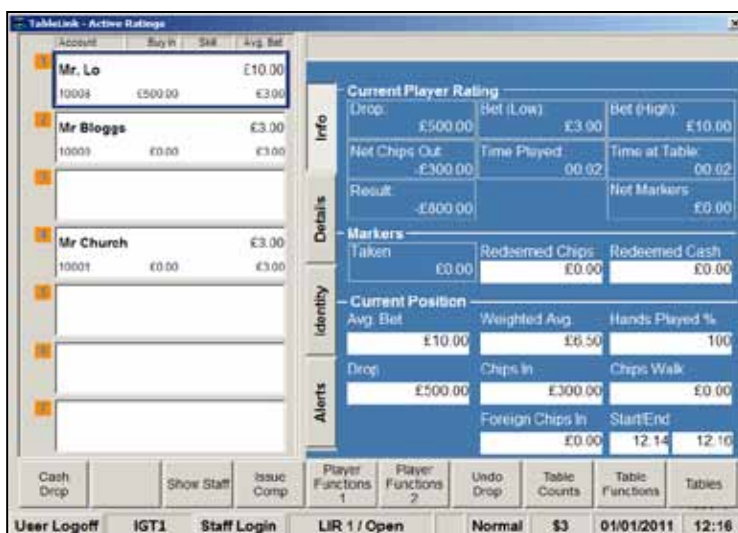 TableLink - Active Ratings
Account Buy In Skill Avg. Bet
1
Mr. Lo £10.00
10008 £500.00 £3.00
2
Mr Bloggs £3.00
10003 £0.00 £3.00
3
4
Mr Church £3.00
10001 £0.00 £3.00
5
6
7
Info
Details
Identity
Alerts
Current Player Rating
Drop: Bet (Low): Bet (High):
£500.00 £3.00 £10.00
Net Chips Out: Time Played: Time at Table:
-£300.00 00:02 00:02
Result: Net Markers
-£800.00 £0.00
Markers
Taken Redeemed Chips Redeemed Cash
£0.00 £0.00 £0.00
Current Position
Avg. Bet Weighted Avg. Hands Played %
£10.00 £6.50 100
Drop Chips In Chips Walk
£500.00 £300.00 £0.00
Foreign Chips In Start/End
£0.00 12:14 12:16
Cash Drop
Show Staff
Issue Comp
Player Functions 1
Player Functions 2
Undo Drop
Table Counts
Table Functions
Tables
User Logoff IGT1 Staff Login LIR 1 / Open Normal $3 01/01/2011 12:16